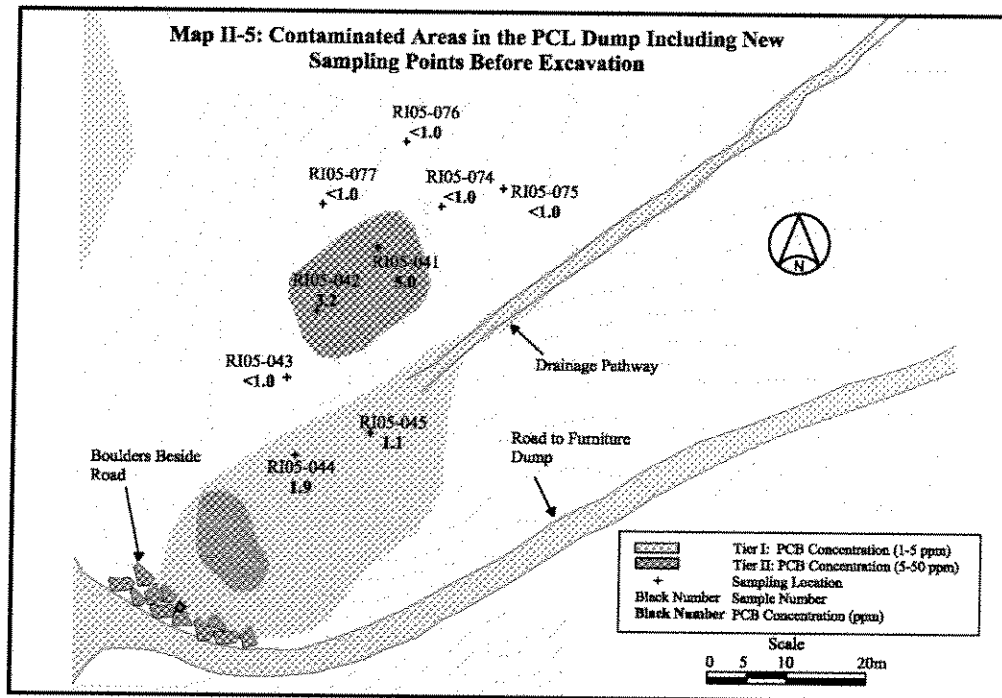 Map II-5: Contaminated Areas in the PCL Dump Including New
Sampling Points Before Excavation
RI05-076
<1.0
RI05-077
<1.0
RI05-074
<1.0
RI05-075
<1.0
RI05-041
5.0
RI05-042
3.2
N
RI05-043
<1.0
Drainage Pathway
RI05-045
1.1
RI05-044
1.9
Road to Furniture
Dump
Boulders Beside
Road
Tier I: PCB Concentration (1-5 ppm)
Tier II: PCB Concentration (5-50 ppm)
+ Sampling Location
Black Number Sample Number
Black Number PCB Concentration (ppm)
Scale
0 5 10 20m